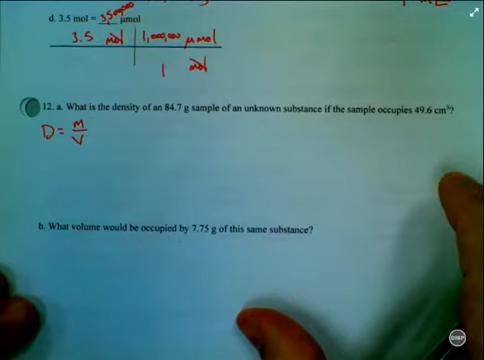 d. 3.5 mol = 3,500,000 μmol
3.5 mol | 1,000,000 μmol
1 mol
12. a. What is the density of an 84.7 g sample of an unknown substance if the sample occupies 49.6 cm³?
D = M/V
b. What volume would be occupied by 7.75 g of this same substance?